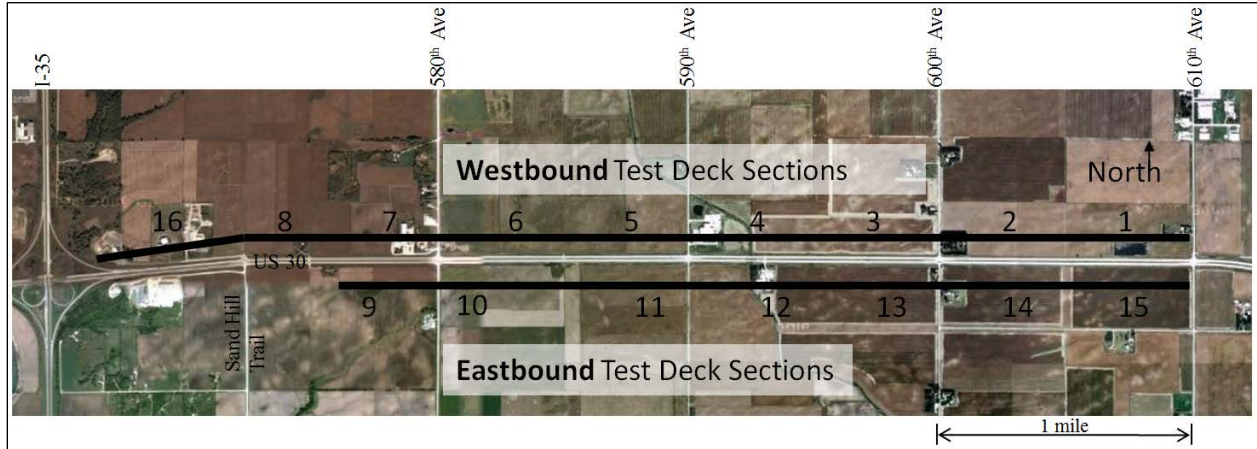 I-35
580th Ave
590th Ave
600th Ave
610th Ave
Westbound Test Deck Sections
North
16 8 7 6 5 4 3 2 1
US 30
9 10 11 12 13 14 15
Sand Hill
Trail
Eastbound Test Deck Sections
1 mile